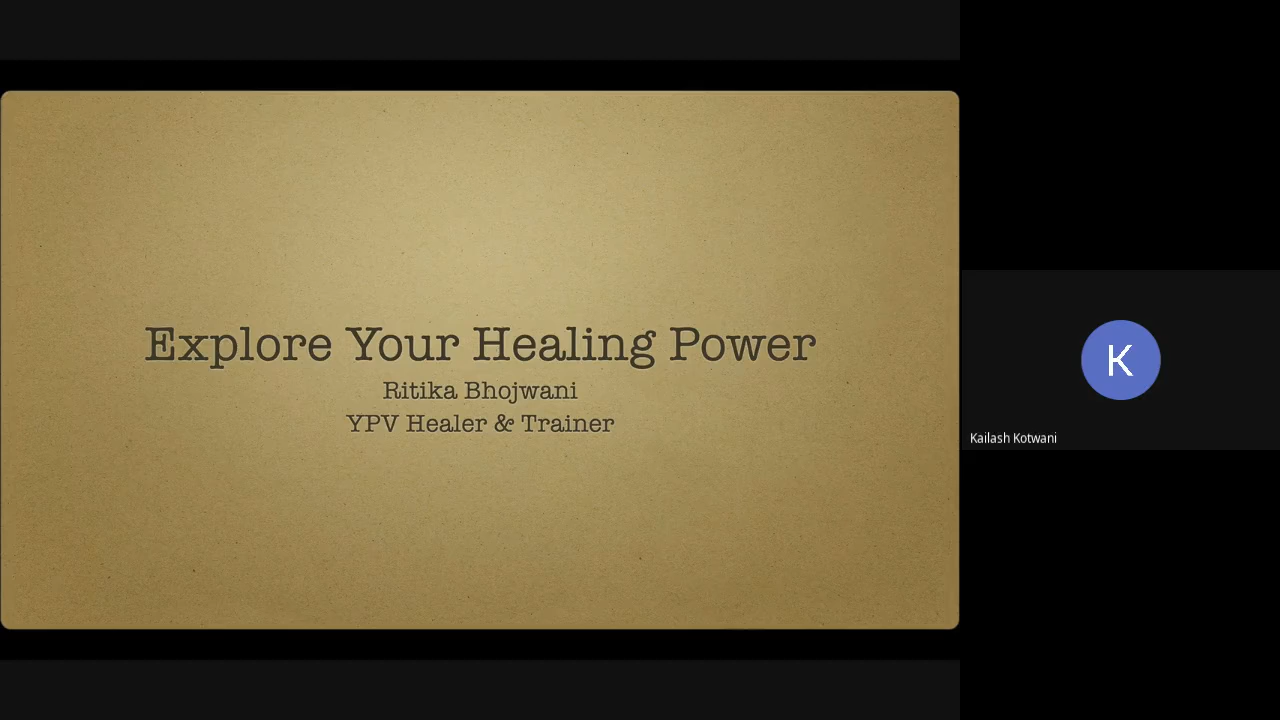 Explore Your Healing Power
Ritika Bhojwani
YPV Healer & Trainer
K
Kailash Kotwani